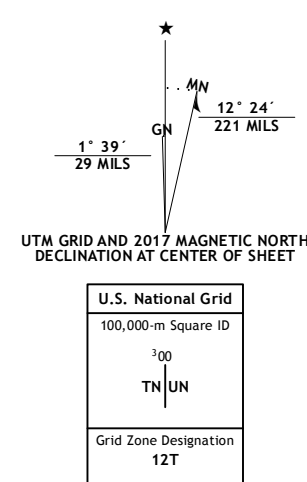 ★
MN
GN
12° 24´
221 MILS
1° 39´
29 MILS
UTM GRID AND 2017 MAGNETIC NORTH
DECLINATION AT CENTER OF SHEET
U.S. National Grid
100,000-m Square ID
³00
TN UN
Grid Zone Designation
12T